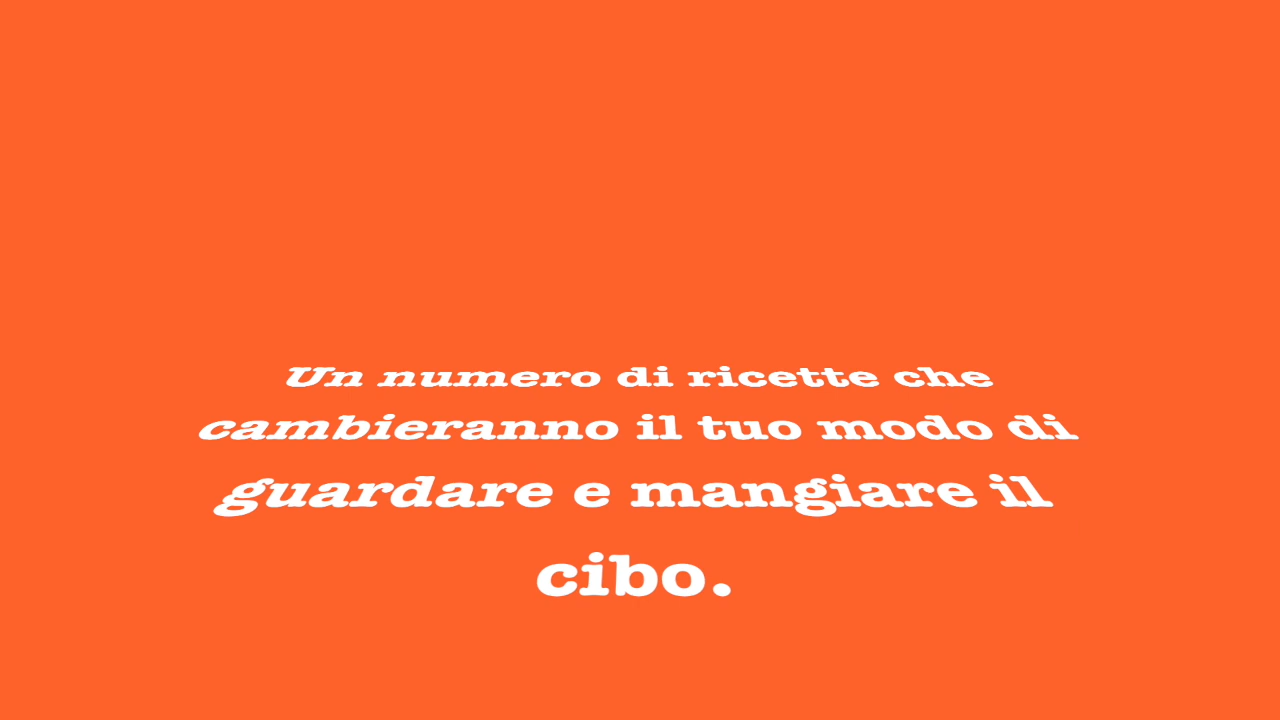 Un numero di ricette che
cambieranno il tuo modo di
guardare e mangiare il
cibo.